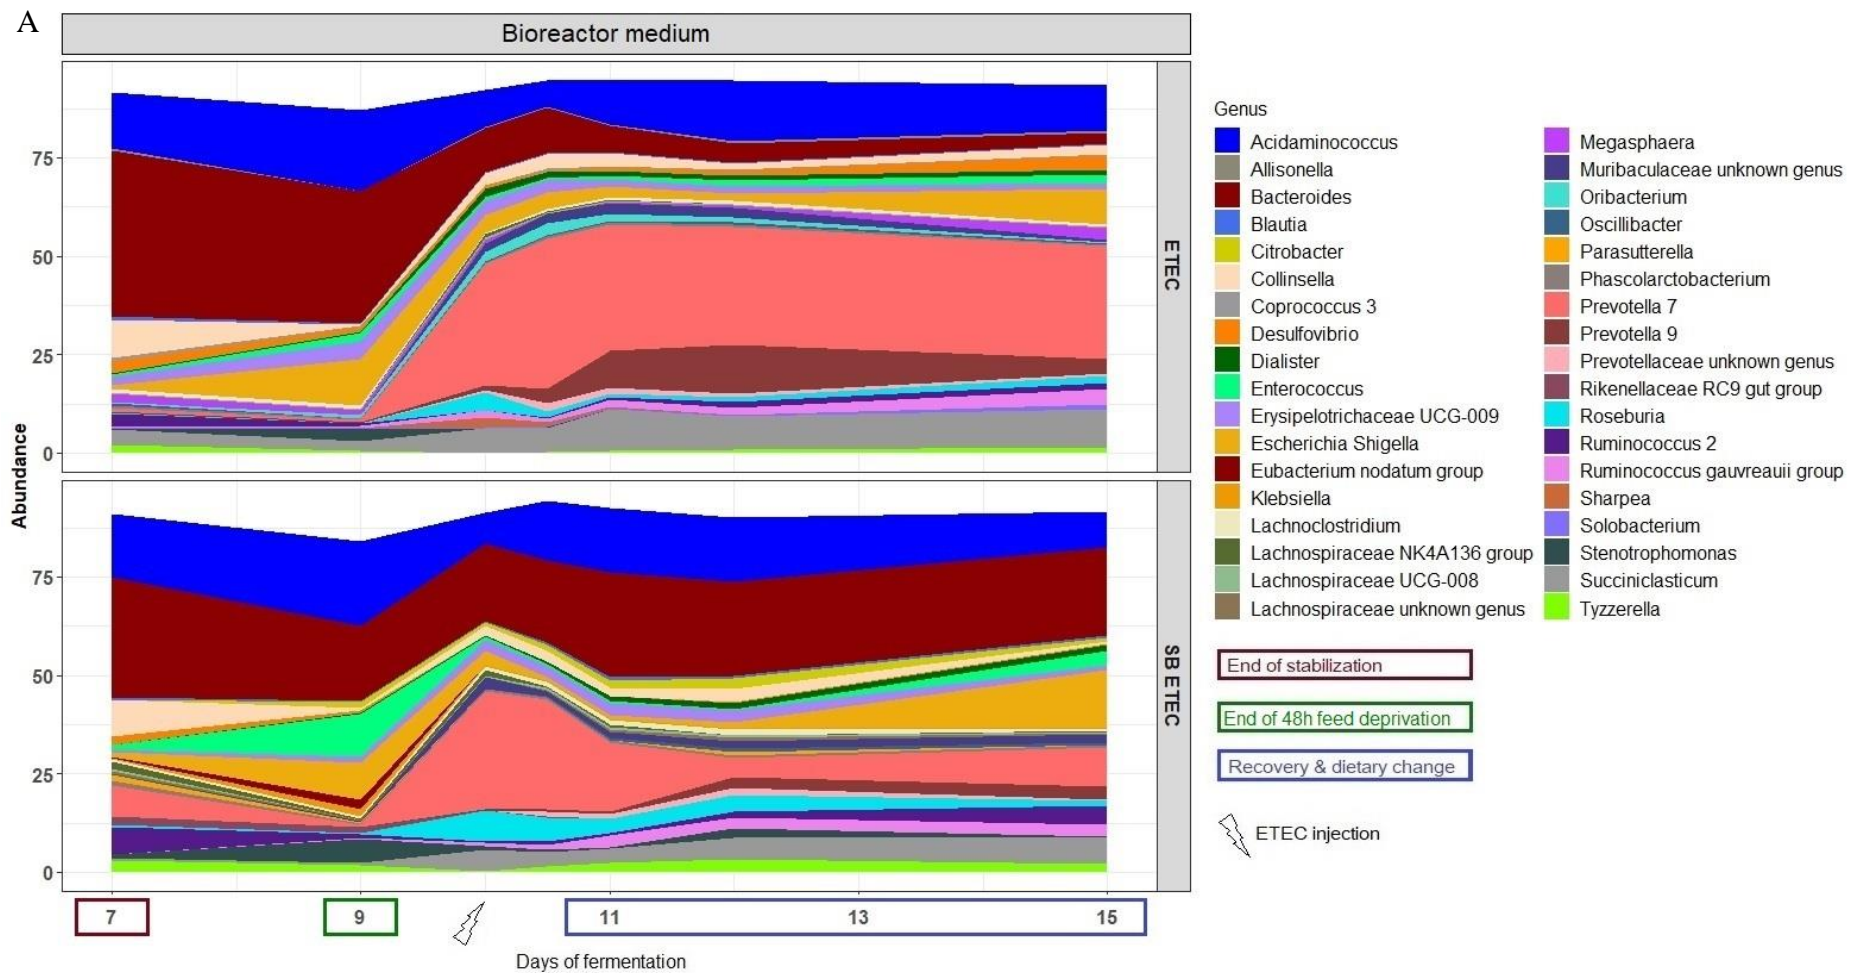 A
Bioreactor medium
Abundance
75
50
25
0
ETEC
75
50
25
0
SB ETEC
7
9
11
13
15
Days of fermentation
Genus
Acidaminococcus
Allisonella
Bacteroides
Blautia
Citrobacter
Collinsella
Coprococcus 3
Desulfovibrio
Dialister
Enterococcus
Erysipelotrichaceae UCG-009
Escherichia Shigella
Eubacterium nodatum group
Klebsiella
Lachnoclostridium
Lachnospiraceae NK4A136 group
Lachnospiraceae UCG-008
Lachnospiraceae unknown genus
Megasphaera
Muribaculaceae unknown genus
Oribacterium
Oscillibacter
Parasutterella
Phascolarctobacterium
Prevotella 7
Prevotella 9
Prevotellaceae unknown genus
Rikenellaceae RC9 gut group
Roseburia
Ruminococcus 2
Ruminococcus gauvreauii group
Sharpea
Solobacterium
Stenotrophomonas
Succiniclasticum
Tyzzerella
End of stabilization
End of 48h feed deprivation
Recovery & dietary change
ETEC injection